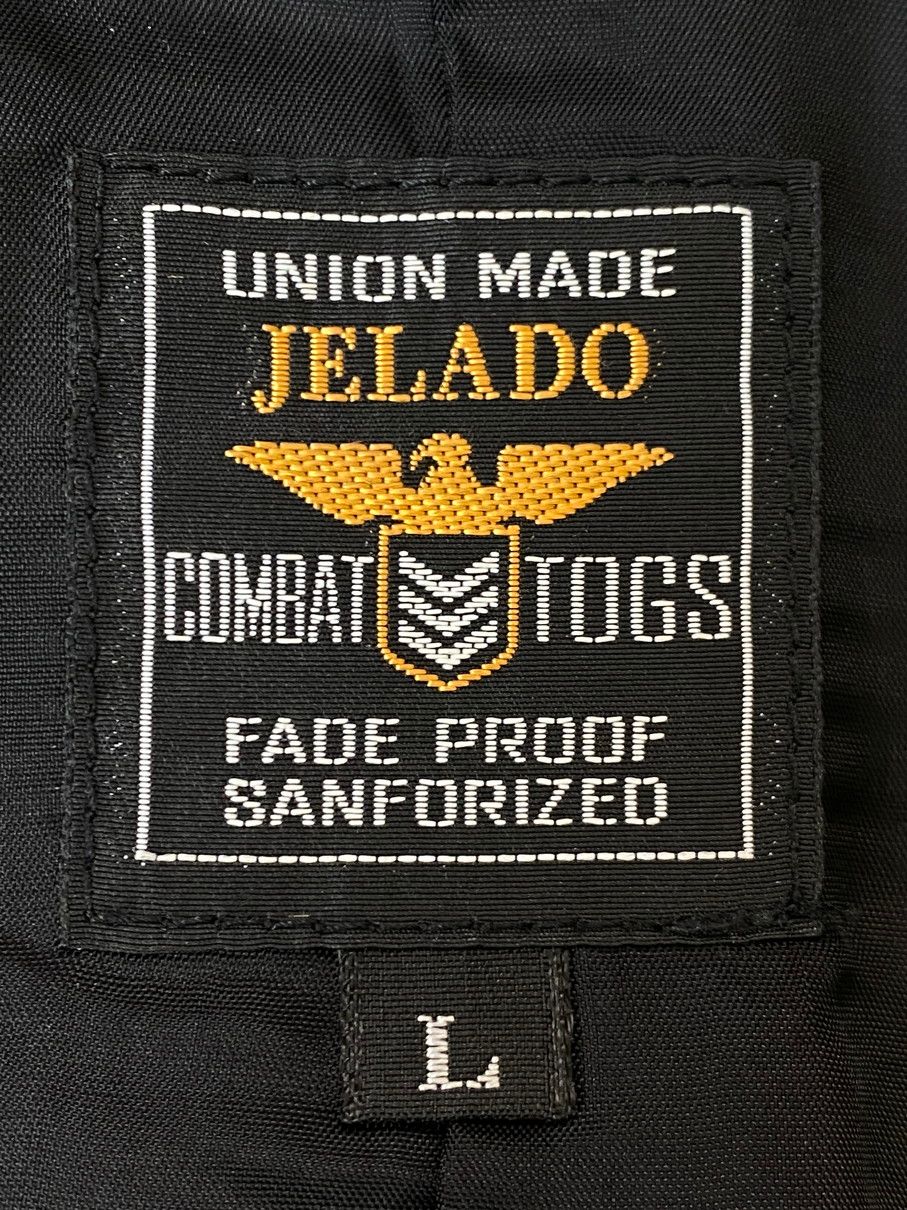 UNION MADE
JELADO
COMBAT TOGS
FADE PROOF
SANFORIZED
L